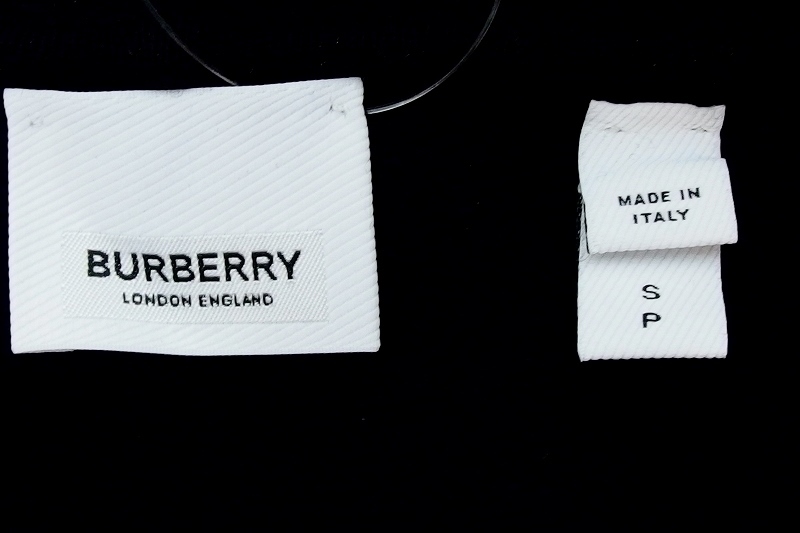 BURBERRY
LONDON ENGLAND
MADE IN
ITALY
S
P